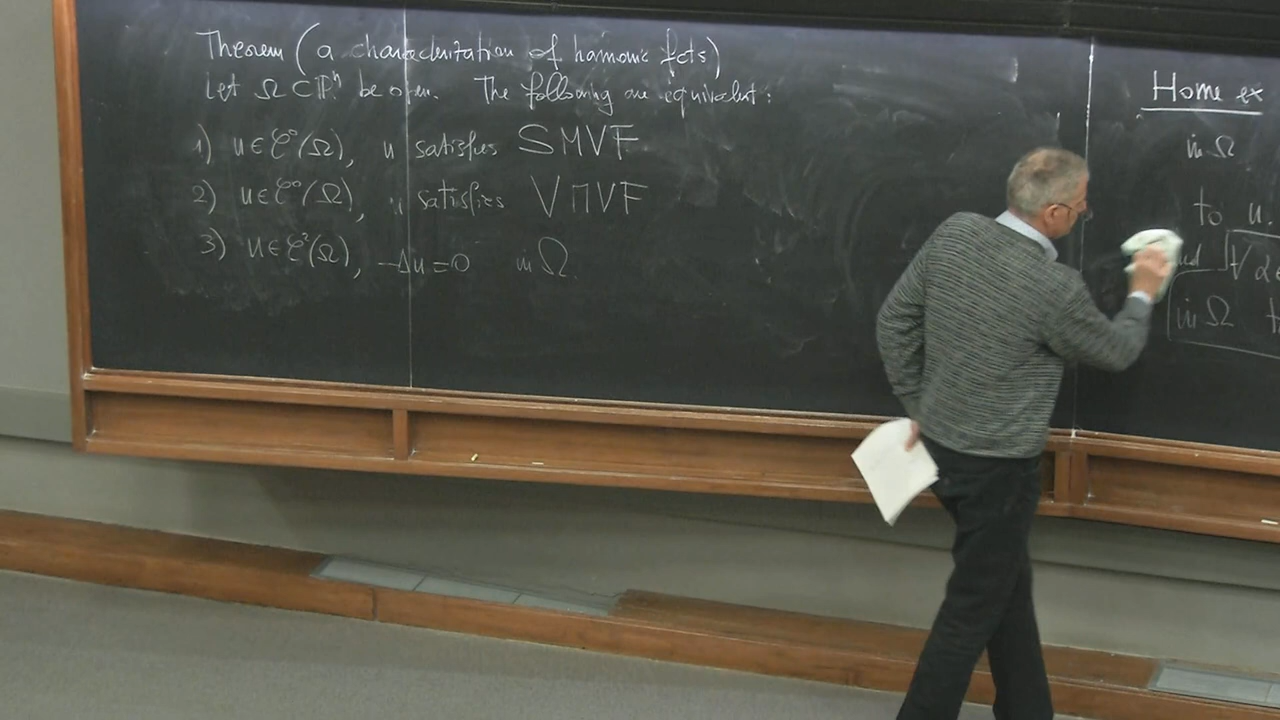 Theorem (a characterization of harmonic fcts)
Let Ω ⊂ ℝⁿ be open. The following are equivalent:
1) u ∈ C⁰(Ω), u satisfies SMVF
2) u ∈ C⁰(Ω), u satisfies VMVF
3) u ∈ C²(Ω), -Δu = 0 in Ω.
Home ex
in Ω
to u.
in Ω